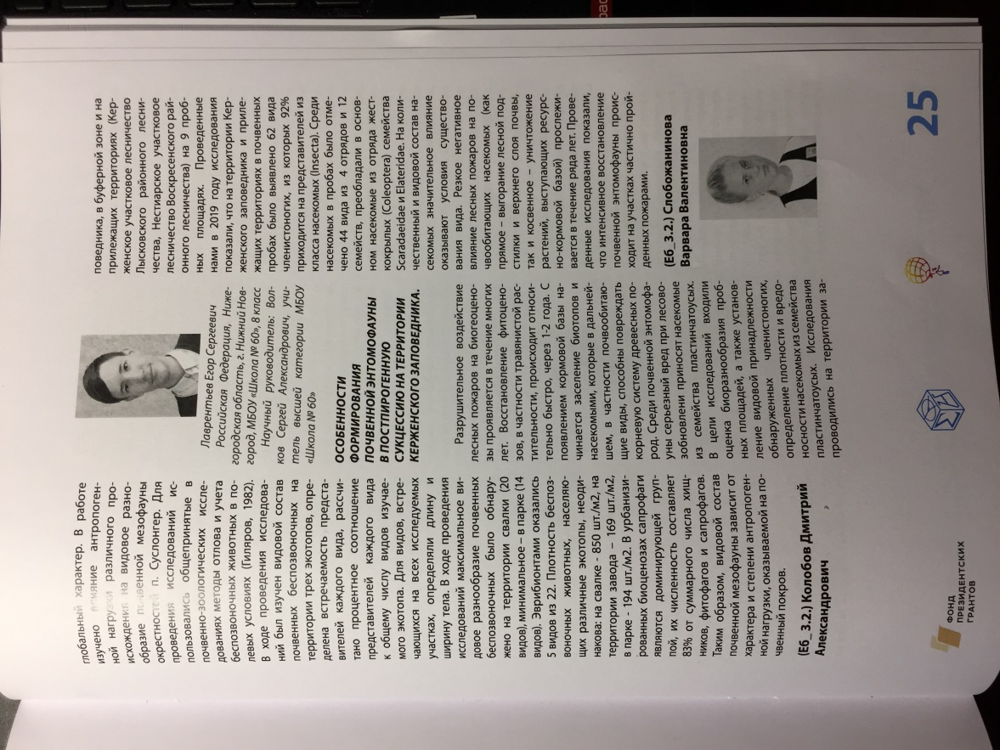 глобальный характер. В работе
изучено влияние антропоген-
ной нагрузки различного про-
исхождения на видовое разно-
образие почвенной мезофауны
окрестностей п. Суслонгер. Для
проведения исследований ис-
пользовались общепринятые в
почвенно-зоологических иссле-
дованиях методы отлова и учета
беспозвоночных животных в по-
левых условиях (Гиляров, 1982).
В ходе проведения исследова-
ний был изучен видовой состав
почвенных беспозвоночных на
территории трех экотопов, опре-
делена встречаемость предста-
вителей каждого вида, рассчи-
тано процентное соотношение
представителей каждого вида
к общему числу видов изучае-
мого экотопа. Для видов, встре-
чающихся на всех исследуемых
участках, определяли длину и
ширину тела. В ходе проведения
исследований максимальное ви-
довое разнообразие почвенных
беспозвоночных было обнару-
жено на территории свалки (20
видов), минимальное – в парке (14
видов). Эврибионтами оказались
5 видов из 22. Плотность беспоз-
воночных животных, населяю-
щих различные экотопы, неоди-
накова: на свалке - 850 шт./м2, на
территории завода – 169 шт./м2,
в парке - 194 шт./м2. В урбанизи-
рованных биоценозах сапрофаги
являются доминирующей груп-
пой, их численность составляет
83% от суммарного числа хищ-
ников, фитофагов и сапрофагов.
Таким образом, видовой состав
почвенной мезофауны зависит от
характера и степени антропоген-
ной нагрузки, оказываемой на по-
чвенный покров.
(Еб_3.2.) Колобов Дмитрий
Александрович
Лаврентьев Егор Сергеевич
Российская Федерация, Ниже-
городская область, г. Нижний Нов-
город, МБОУ «Школа № 60», 8 класс
Научный руководитель: Вол-
ков Сергей Александрович, учи-
тель высшей категории МБОУ
«Школа № 60»
ОСОБЕННОСТИ
ФОРМИРОВАНИЯ
ПОЧВЕННОЙ ЭНТОМОФАУНЫ
В ПОСТПИРОГЕННУЮ
СУКЦЕССИЮ НА ТЕРРИТОРИИ
КЕРЖЕНСКОГО ЗАПОВЕДНИКА.
Разрушительное воздействие
лесных пожаров на биогеоцено-
зы проявляется в течение многих
лет. Восстановление фитоцено-
зов, в частности травянистой рас-
тительности, происходит относи-
тельно быстро, через 1-2 года. С
появлением кормовой базы на-
чинается заселение биотопов и
насекомыми, которые в дальней-
шем, в частности почвообитаю-
щие виды, способны повреждать
корневую систему древесных по-
род. Среди почвенной энтомофа-
уны серьезный вред при лесово-
зобновлени приносят насекомые
из семейства пластинчатоусых.
В цели исследований входили
оценка биоразнообразия проб-
ных площадей, а также установ-
ление видовой принадлежности
обнаруженных членистоногих,
определение плотности и вредо-
носности насекомых из семейства
пластинчатоусых. Исследования
проводились на территории за-
поведника, в буферной зоне и на
прилежащих территориях (Кер-
женское участковое лесничество
Лысковского районного лесни-
чества, Нестиарское участковое
лесничество Воскресенского рай-
онного лесничества) на 9 проб-
ных площадях. Проведенные
нами в 2019 году исследования
показали, что на территории Кер-
женского заповедника и приле-
жащих территориях в почвенных
пробах было выявлено 62 вида
членистоногих, из которых 92%
приходится на представителей из
класса насекомых (Insecta). Среди
насекомых в пробах было отме-
чено 44 вида из 4 отрядов и 12
семейств, преобладали в основ-
ном насекомые из отряда жест-
кокрылых (Coleoptera) семейства
Scaradaeidae и Elateridae. На коли-
чественный и видовой состав на-
секомых значительное влияние
оказывают условия существо-
вания вида. Резкое негативное
влияние лесных пожаров на по-
чвообитающих насекомых (как
прямое – выгорание лесной под-
стилки и верхнего слоя почвы,
так и косвенное – уничтожение
растений, выступающих ресурс-
но-кормовой базой) прослежи-
вается в течение ряда лет. Прове-
денные исследования показали,
что интенсивное восстановление
почвенной энтомофауны проис-
ходит на участках частично прой-
денных пожарами.
(Еб_3.2.) Слобожанинова
Варвара Валентиновна
ФОНД
ПРЕЗИДЕНТСКИХ
ГРАНТОВ
25